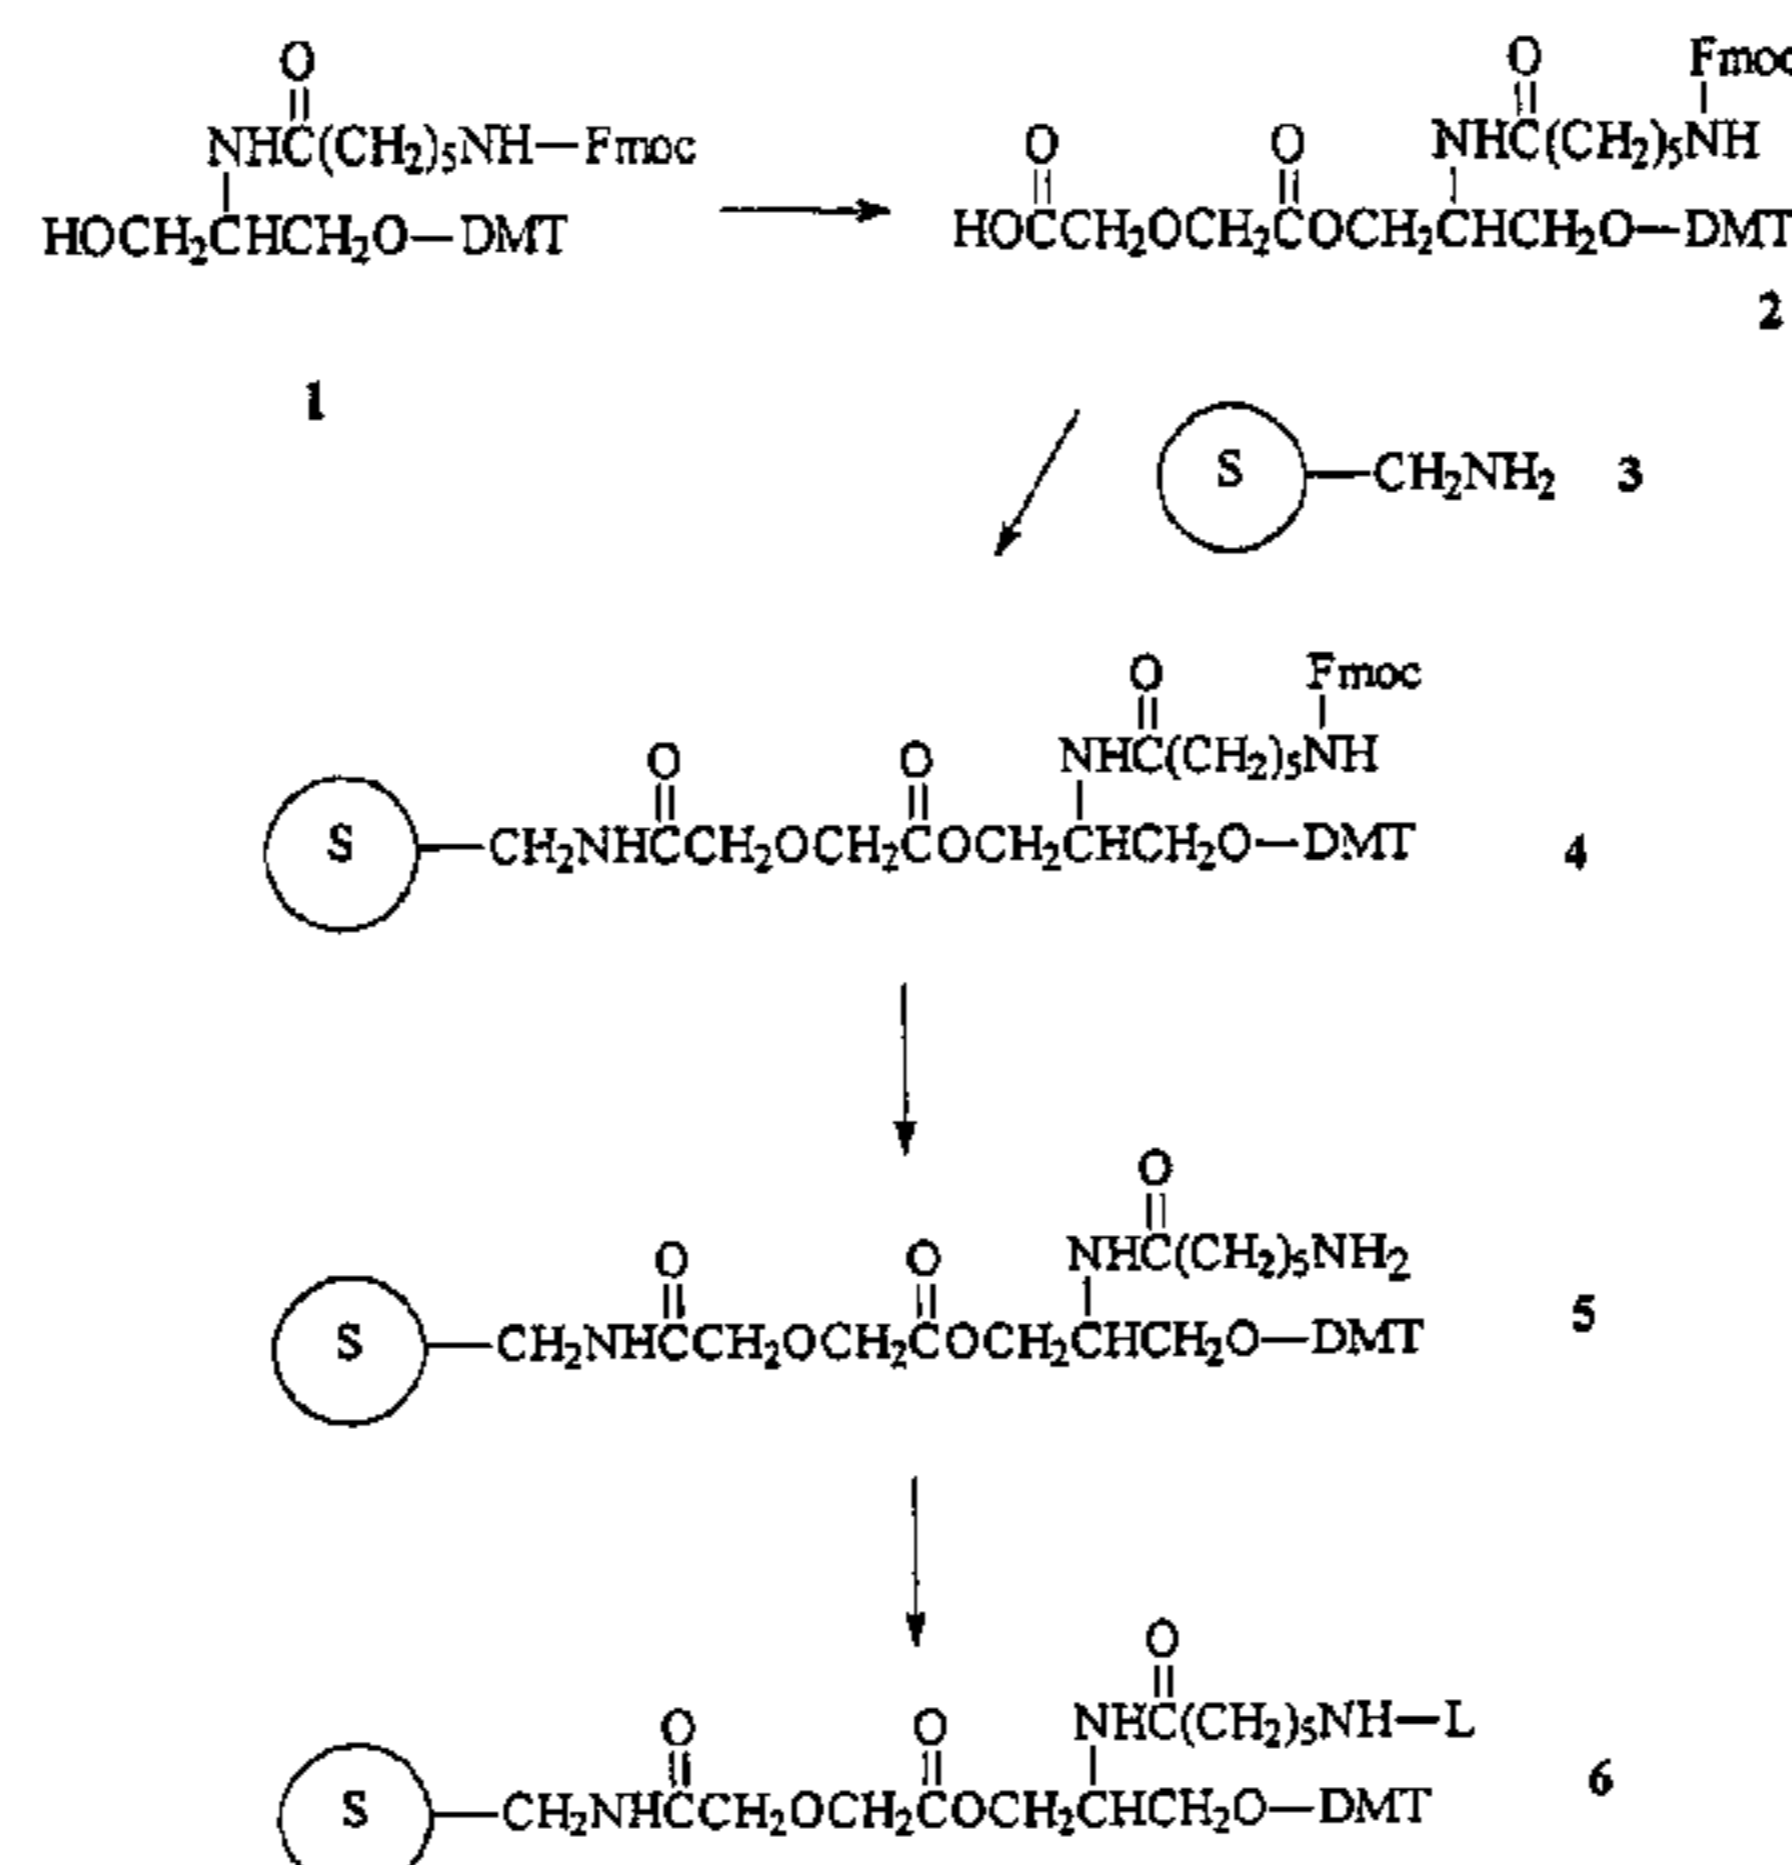 O
NHC(CH₂)₅NH—Fmoc
HOCH₂CHCH₂O—DMT
1
O O O Fmoc
NHC(CH₂)₅NH
HOCCH₂OCH₂COCH₂CHCH₂O—DMT
2
S —CH₂NH₂ 3
O Fmoc
O O NHC(CH₂)₅NH
S —CH₂NHCCH₂OCH₂COCH₂CHCH₂O—DMT 4
O
O O NHC(CH₂)₅NH₂
S —CH₂NHCCH₂OCH₂COCH₂CHCH₂O—DMT 5
O
O O NHC(CH₂)₅NH—L
S —CH₂NHCCH₂OCH₂COCH₂CHCH₂O—DMT 6